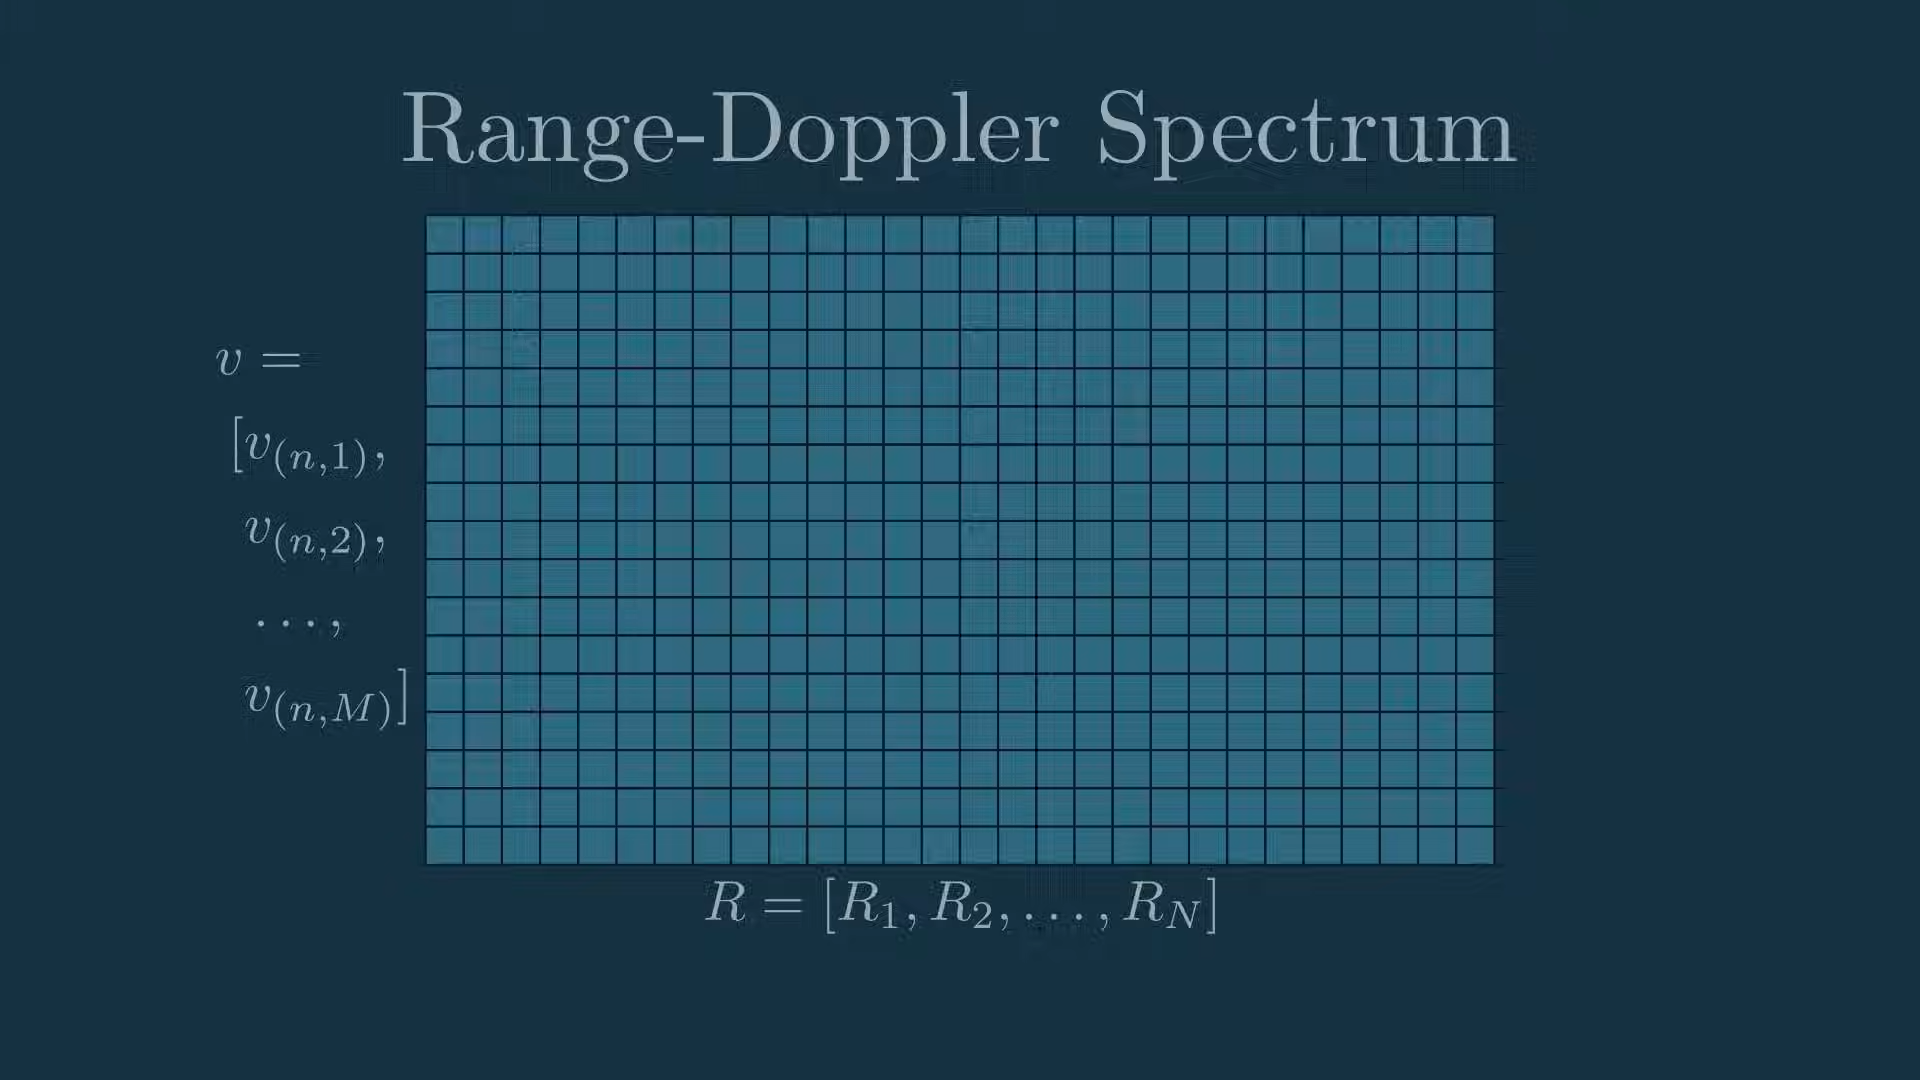 Range-Doppler Spectrum
v =
[v_{(n,1)},
v_{(n,2)},
...,
v_{(n,M)}]
R = [R_1, R_2, ..., R_N]